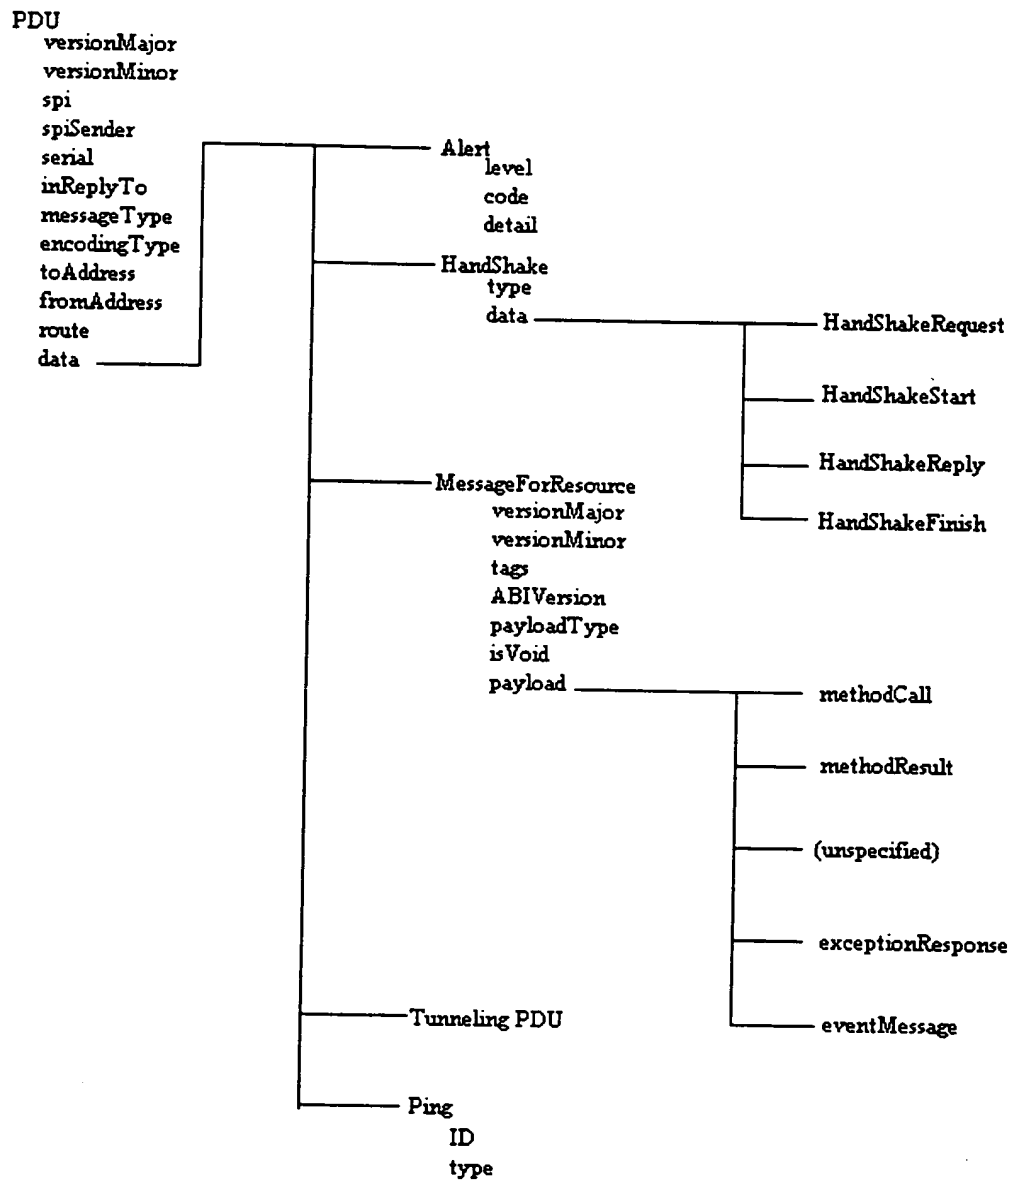 PDU
versionMajor
versionMinor
spi
spiSender
serial
inReplyTo
messageType
encodingType
toAddress
fromAddress
route
data
Alert
level
code
detail
HandShake
type
data
HandShakeRequest
HandShakeStart
HandShakeReply
HandShakeFinish
MessageForResource
versionMajor
versionMinor
tags
ABIVersion
payloadType
isVoid
payload
methodCall
methodResult
(unspecified)
exceptionResponse
eventMessage
Tunneling PDU
Ping
ID
type